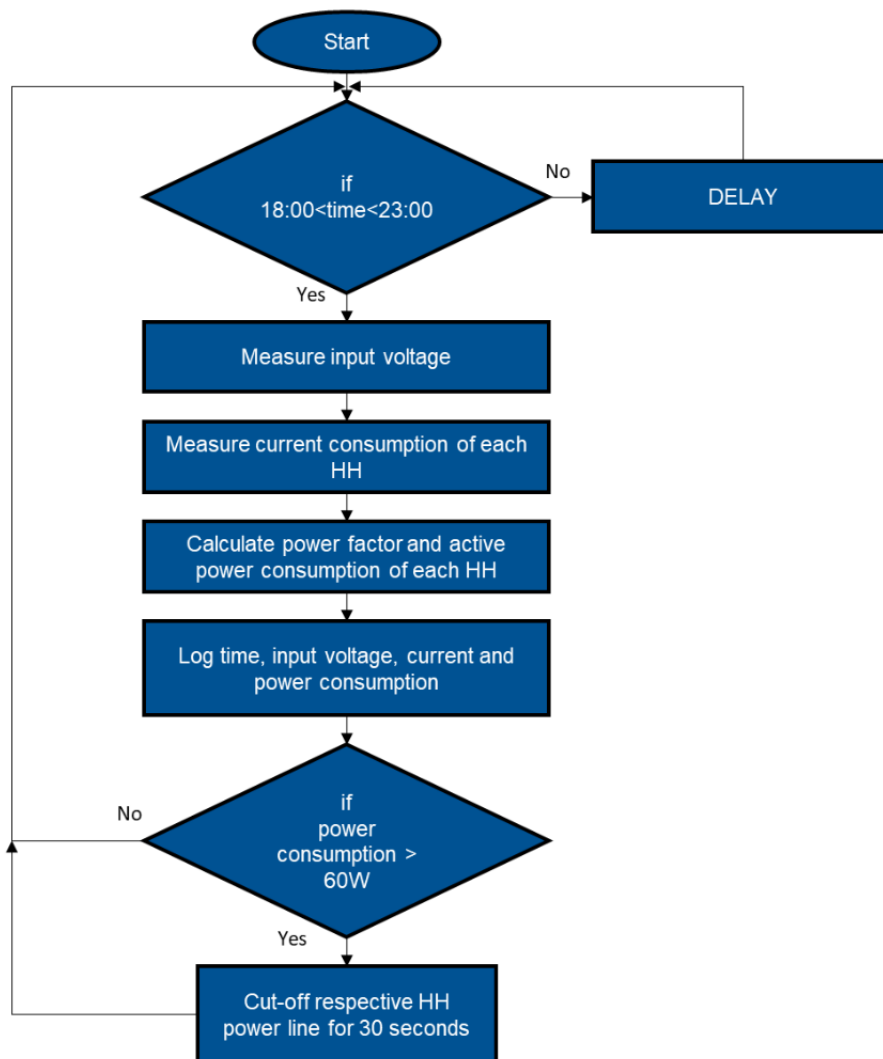 Start
if
18:00<time<23:00
No
DELAY
Yes
Measure input voltage
Measure current consumption of each
HH
Calculate power factor and active
power consumption of each HH
Log time, input voltage, current and
power consumption
if
power
consumption >
60W
No
Yes
Cut-off respective HH
power line for 30 seconds